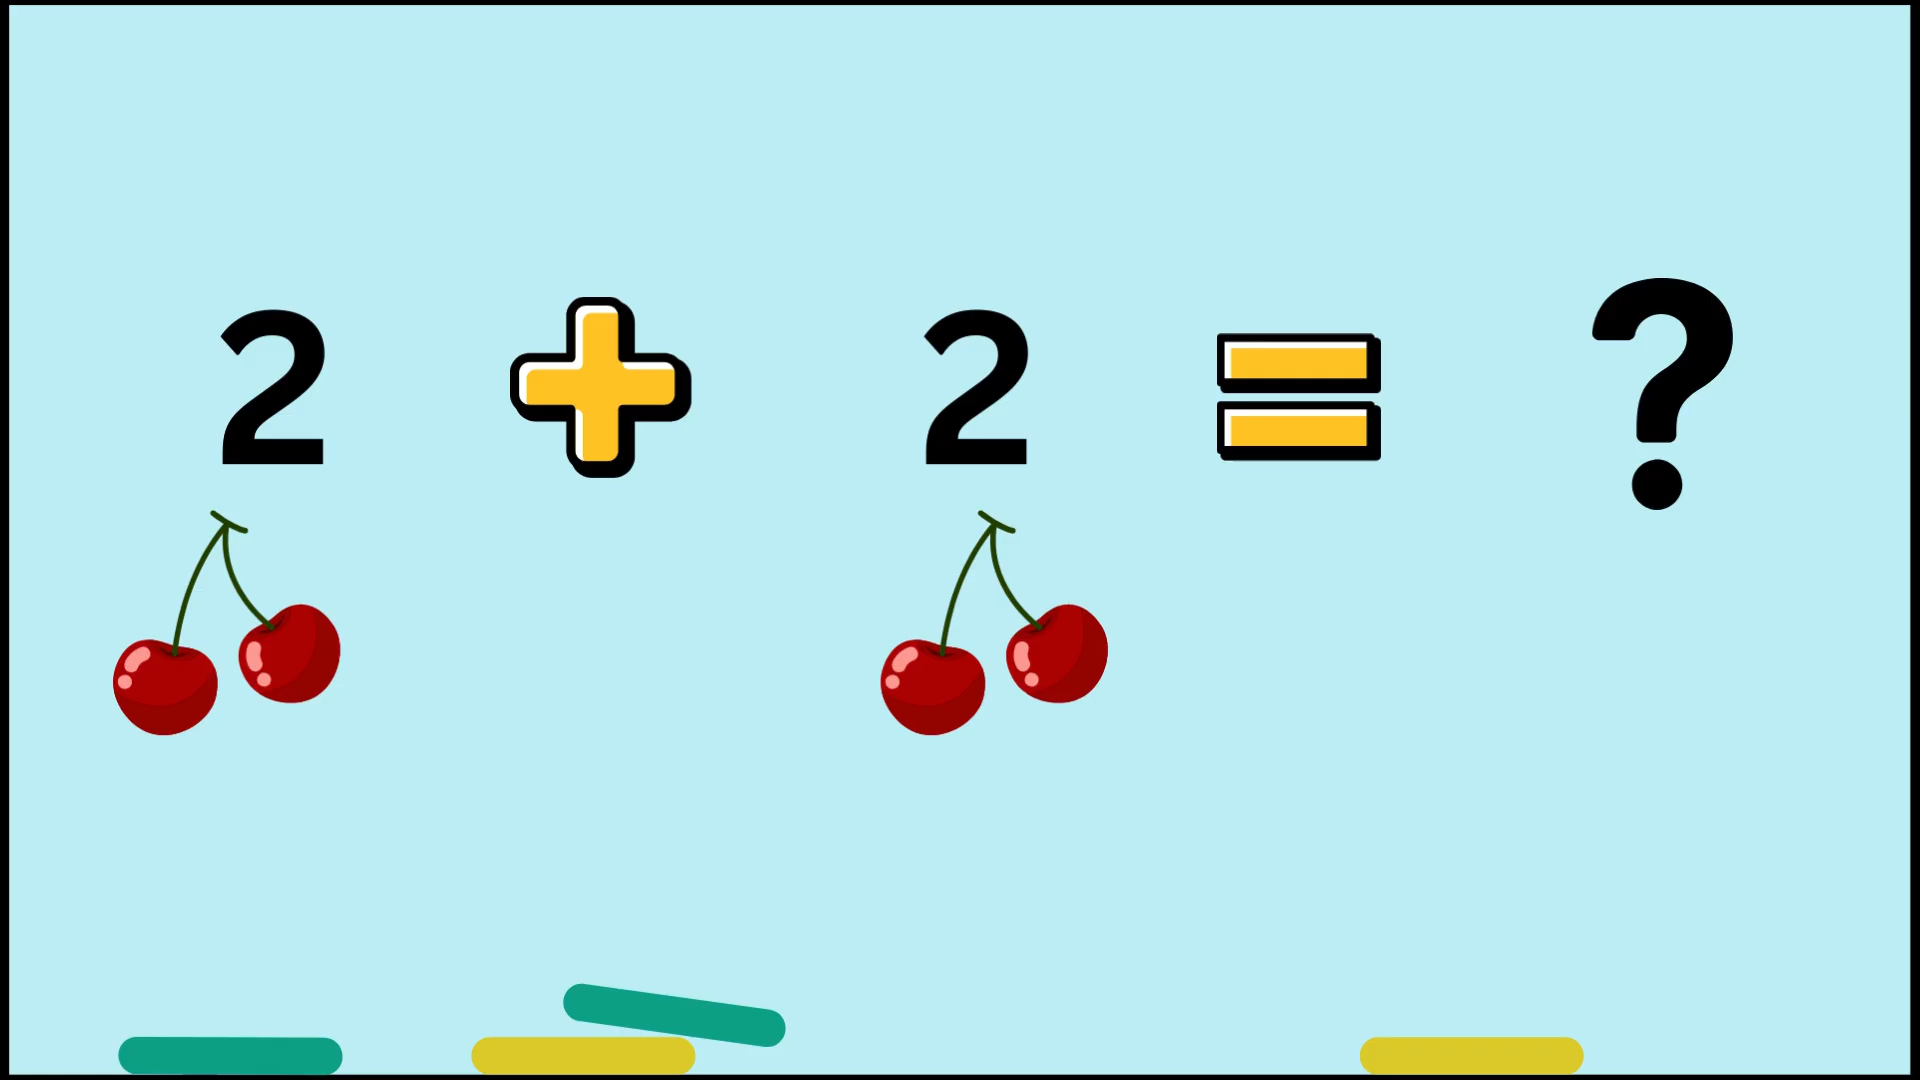 2 + 2 = ?